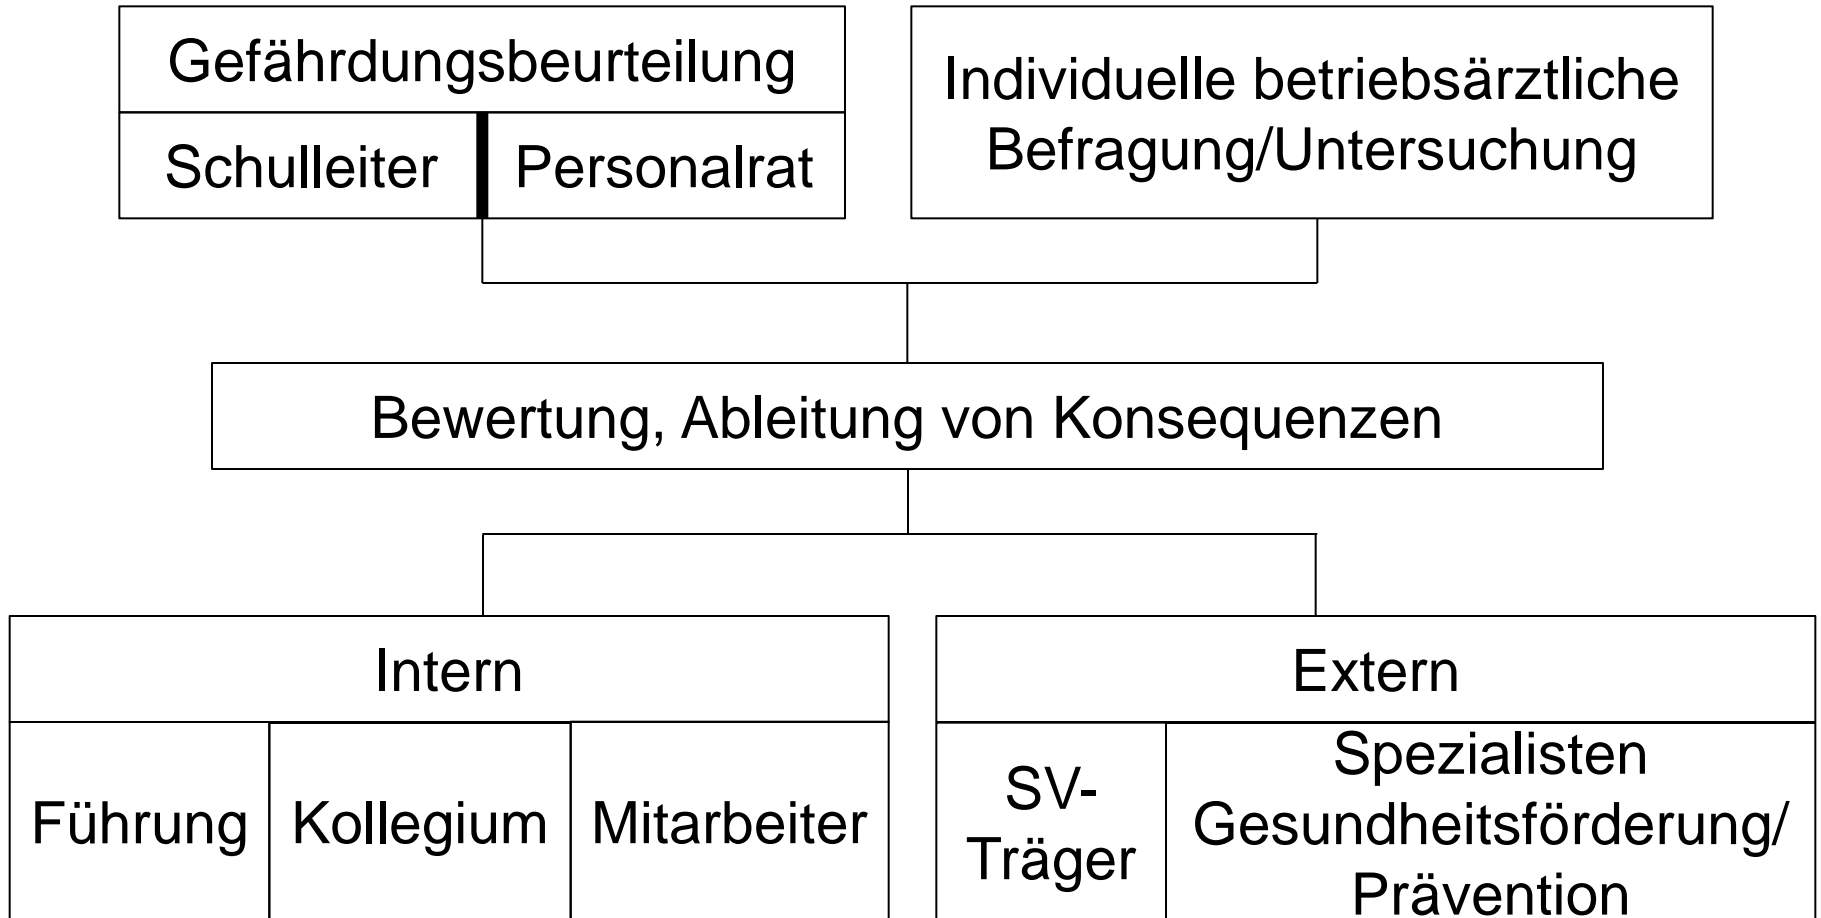 Gefährdungsbeurteilung
Schulleiter
Personalrat
Individuelle betriebsärztliche
Befragung/Untersuchung
Bewertung, Ableitung von Konsequenzen
Intern
Führung
Kollegium
Mitarbeiter
Extern
SV-
Träger
Spezialisten
Gesundheitsförderung/
Prävention